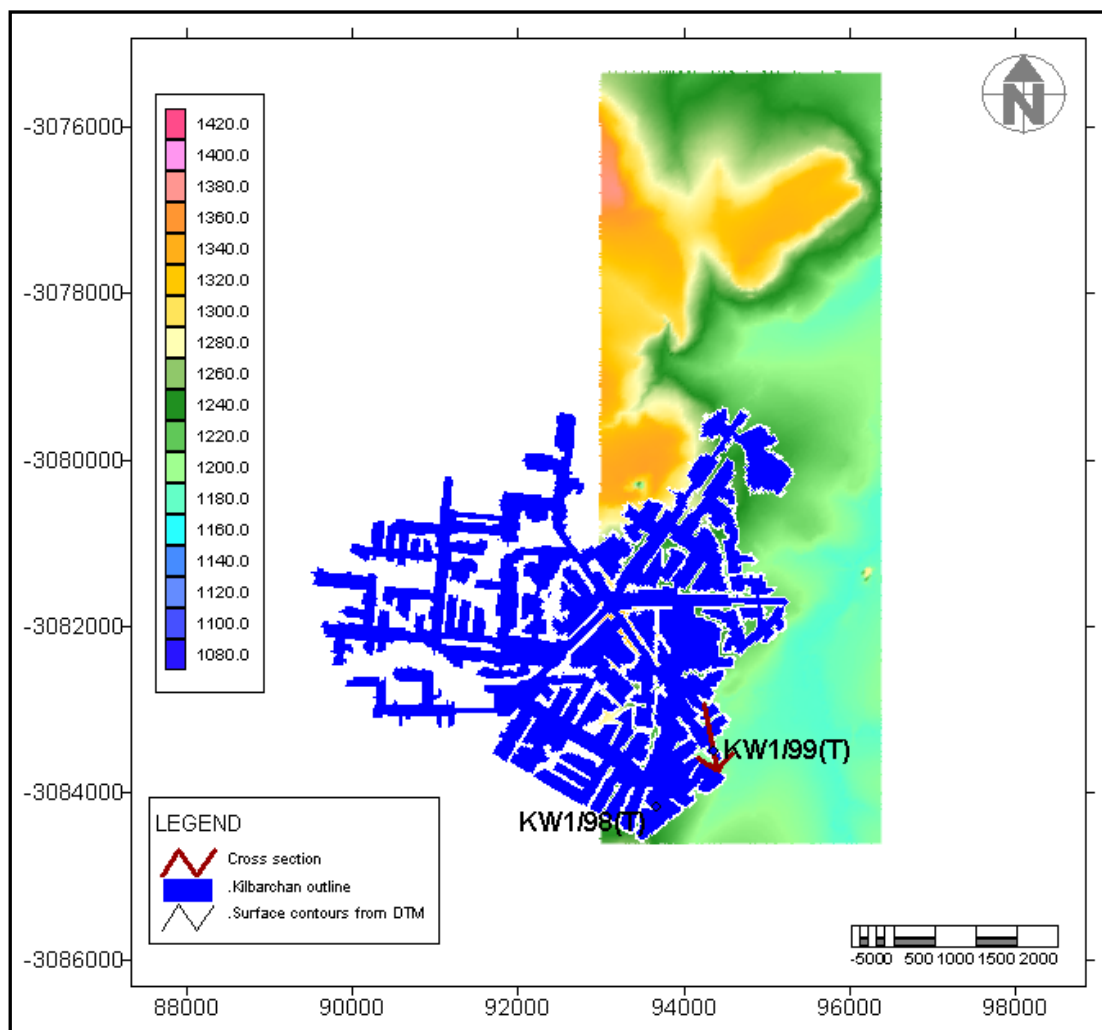 N
-3076000
-3078000
-3080000
-3082000
-3084000
-3086000
1420.0
1400.0
1380.0
1360.0
1340.0
1320.0
1300.0
1280.0
1260.0
1240.0
1220.0
1200.0
1180.0
1160.0
1140.0
1120.0
1100.0
1080.0
KW1/99(T)
KW1/98(T)
LEGEND
Cross section
.Kilbarchan outline
.Surface contours from DTM
-5000 500 1000 1500 2000
88000 90000 92000 94000 96000 98000